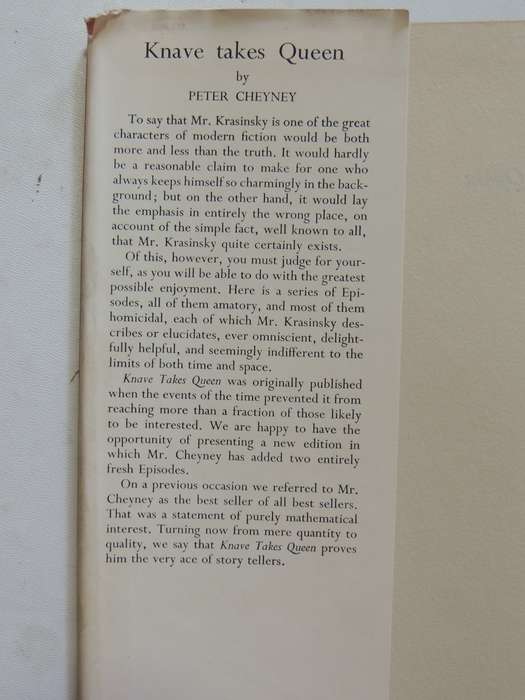 Knave takes Queen
by
PETER CHEYNEY
To say that Mr. Krasinsky is one of the great
characters of modern fiction would be both
more and less than the truth. It would hardly
be a reasonable claim to make for one who
always keeps himself so charmingly in the back-
ground; but on the other hand, it would lay
the emphasis in entirely the wrong place, on
account of the simple fact, well known to all,
that Mr. Krasinsky quite certainly exists.
Of this, however, you must judge for your-
self, as you will be able to do with the greatest
possible enjoyment. Here is a series of Epi-
sodes, all of them amatory, and most of them
homicidal, each of which Mr. Krasinsky des-
cribes or elucidates, ever omniscient, delight-
fully helpful, and seemingly indifferent to the
limits of both time and space.
Knave Takes Queen was originally published
when the events of the time prevented it from
reaching more than a fraction of those likely
to be interested. We are happy to have the
opportunity of presenting a new edition in
which Mr. Cheyney has added two entirely
fresh Episodes.
On a previous occasion we referred to Mr.
Cheyney as the best seller of all best sellers.
That was a statement of purely mathematical
interest. Turning now from mere quantity to
quality, we say that Knave Takes Queen proves
him the very ace of story tellers.